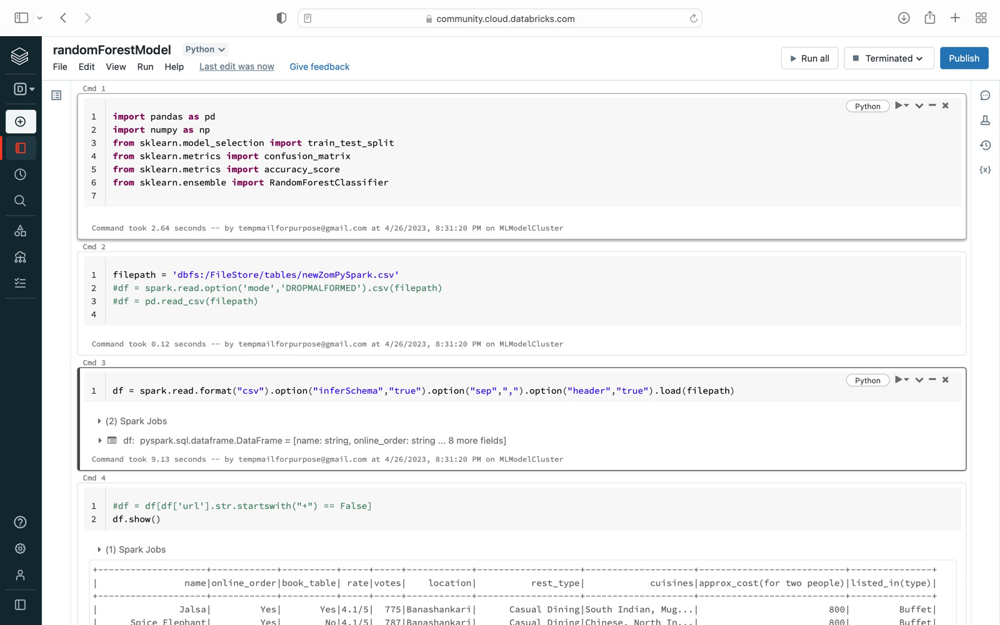 community.cloud.databricks.com
randomForestModel Python
File Edit View Run Help Last edit was now Give feedback
Run all Terminated Publish
D
Cmd 1
Python
1 import pandas as pd
2 import numpy as np
3 from sklearn.model_selection import train_test_split
4 from sklearn.metrics import confusion_matrix
5 from sklearn.metrics import accuracy_score
6 from sklearn.ensemble import RandomForestClassifier
7
Command took 2.64 seconds -- by tempmailforpurpose@gmail.com at 4/26/2023, 8:31:20 PM on MLModelCluster
Cmd 2
1 filepath = 'dbfs:/FileStore/tables/newZomPySpark.csv'
2 #df = spark.read.option('mode','DROPMALFORMED').csv(filepath)
3 #df = pd.read_csv(filepath)
4
Command took 0.12 seconds -- by tempmailforpurpose@gmail.com at 4/26/2023, 8:31:20 PM on MLModelCluster
Cmd 3
Python
1 df = spark.read.format("csv").option("inferSchema","true").option("sep",",").option("header","true").load(filepath)
(2) Spark Jobs
df: pyspark.sql.dataframe.DataFrame = [name: string, online_order: string ... 8 more fields]
Command took 9.13 seconds -- by tempmailforpurpose@gmail.com at 4/26/2023, 8:31:20 PM on MLModelCluster
Cmd 4
1 #df = df[df['url'].str.startswith("+") == False]
2 df.show()
(1) Spark Jobs
+--------------------+------------+----------+-----+-----+------------+-------------------+--------------------+---------------------------+---------------+
| name|online_order|book_table| rate|votes| location| rest_type| cuisines|approx_cost(for two people)|listed_in(type)|
+--------------------+------------+----------+-----+-----+------------+-------------------+--------------------+---------------------------+---------------+
| Jalsa| Yes| Yes|4.1/5| 775|Banashankari| Casual Dining|South Indian, Mug...| 800| Buffet|
| Spice Elephant| Yes| No|4.1/5| 787|Banashankari| Casual Dining|Chinese, North In...| 800| Buffet|